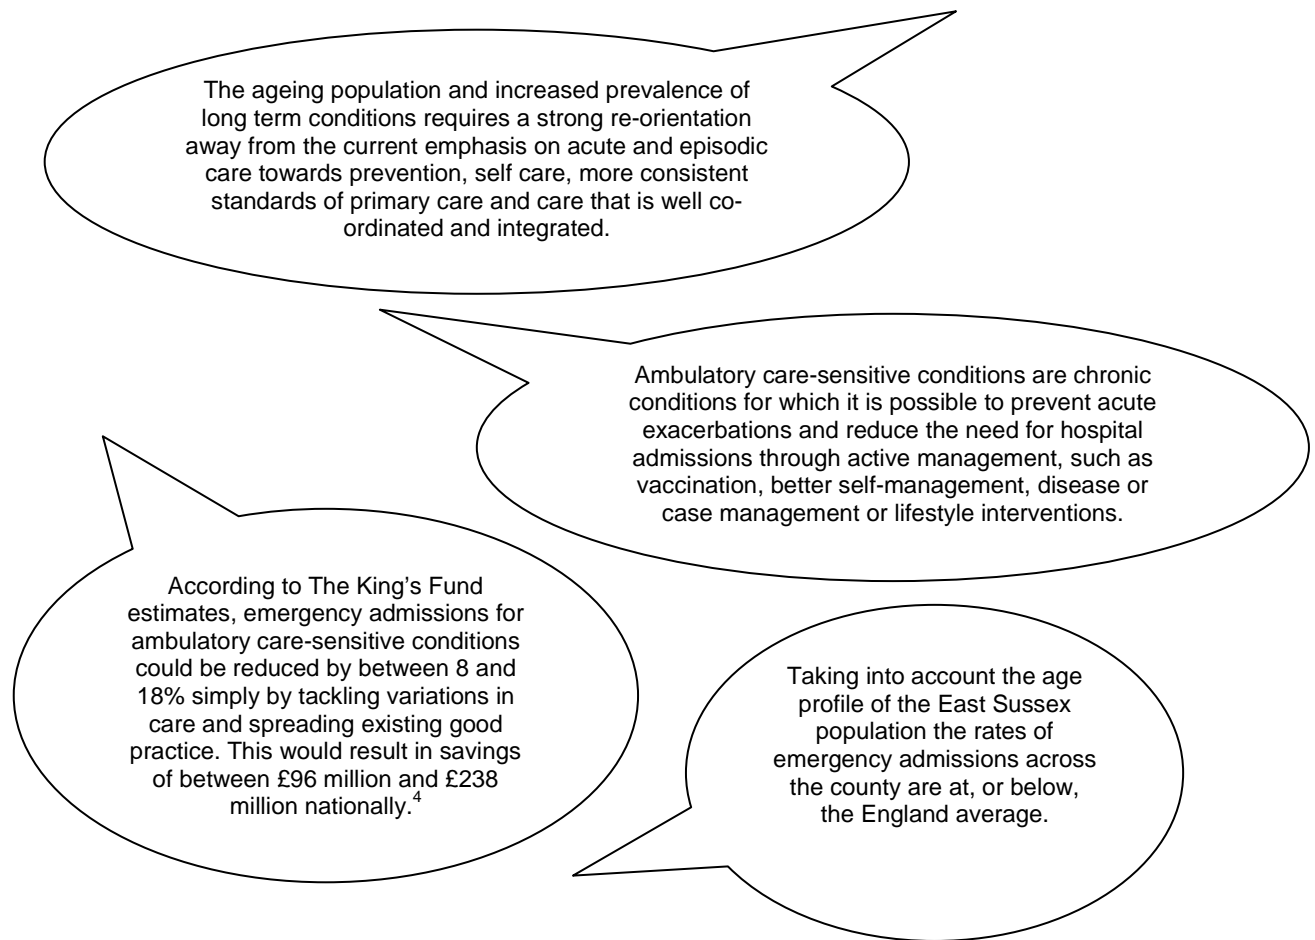 The ageing population and increased prevalence of
long term conditions requires a strong re-orientation
away from the current emphasis on acute and episodic
care towards prevention, self care, more consistent
standards of primary care and care that is well co-
ordinated and integrated.
Ambulatory care-sensitive conditions are chronic
conditions for which it is possible to prevent acute
exacerbations and reduce the need for hospital
admissions through active management, such as
vaccination, better self-management, disease or
case management or lifestyle interventions.
According to The King’s Fund
estimates, emergency admissions for
ambulatory care-sensitive conditions
could be reduced by between 8 and
18% simply by tackling variations in
care and spreading existing good
practice. This would result in savings
of between £96 million and £238
million nationally.4
Taking into account the age
profile of the East Sussex
population the rates of
emergency admissions across
the county are at, or below,
the England average.